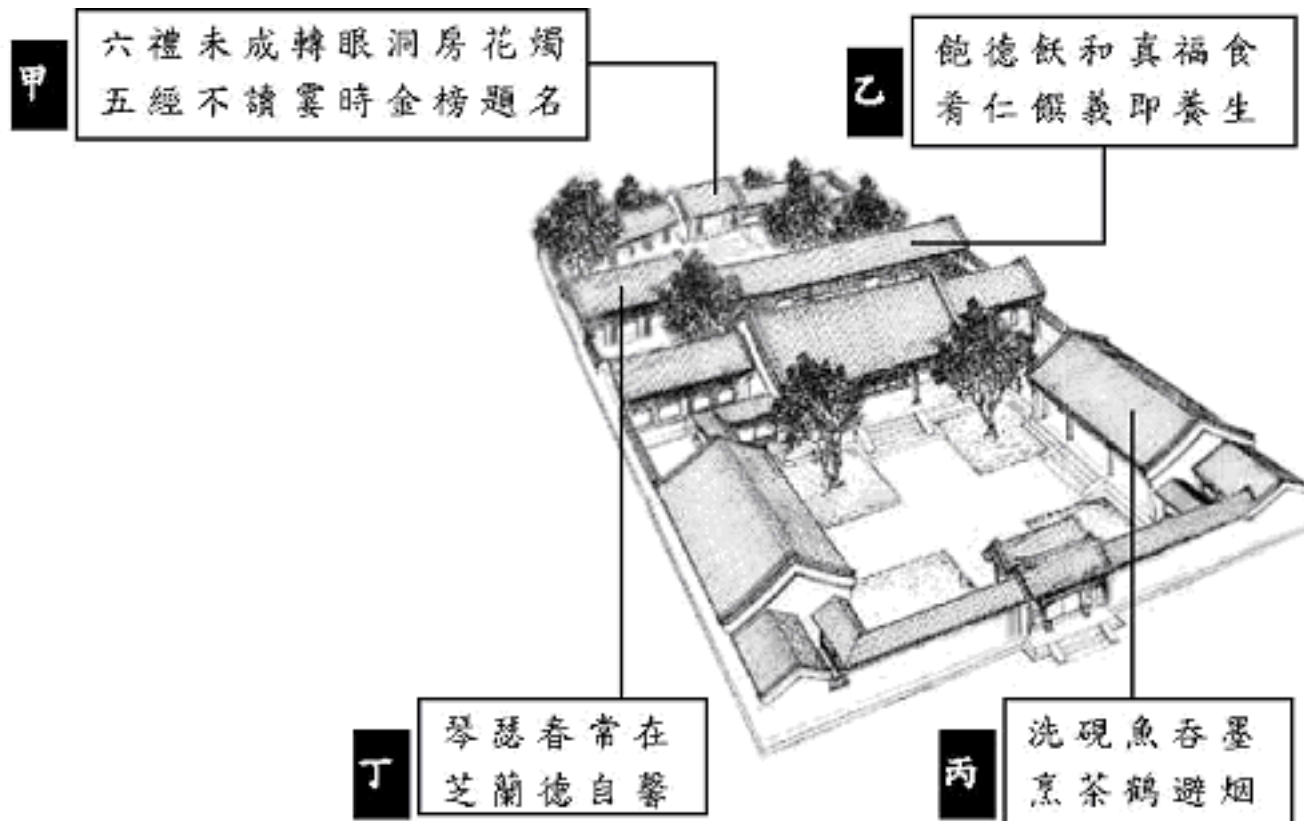 甲
六禮未成轉眼洞房花燭
五經不讀霎時金榜題名
乙
飽德飫和真福食
肴仁饌義即養生
丁
琴瑟春常在
芝蘭德自馨
丙
洗硯魚吞墨
烹茶鶴避烟